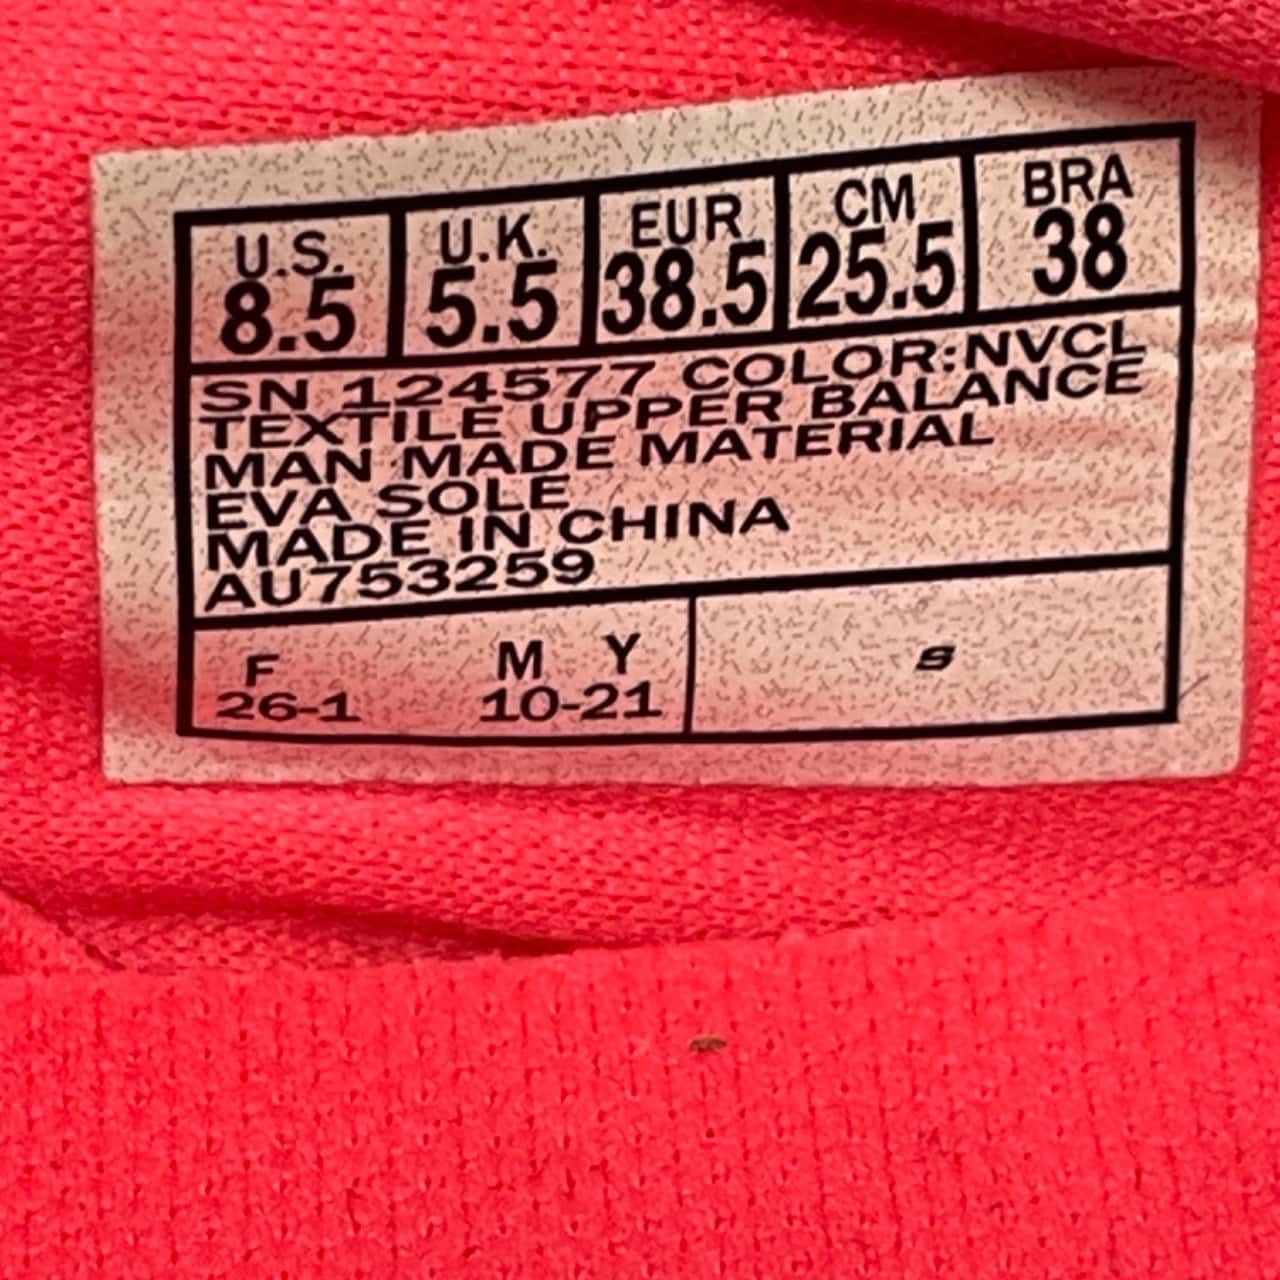 U.S. U.K. EUR CM BRA
8.5 5.5 38.5 25.5 38
SN 124577 COLOR:NVCL
TEXTILE UPPER BALANCE
MAN MADE MATERIAL
EVA SOLE
MADE IN CHINA
AU753259
F M Y
26-1 10-21
S